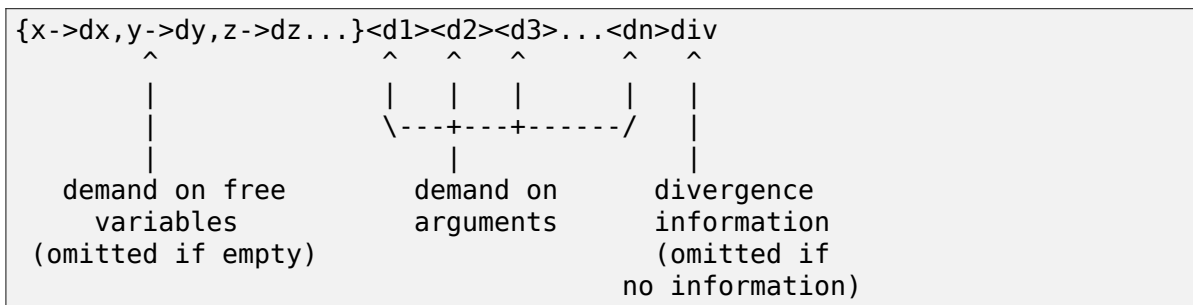 {x->dx,y->dy,z->dz...}<d1><d2><d3>...<dn>div
          ^                  ^    ^    ^        ^    ^
          |                  |    |    |        |    |
          |                  \---+---+------/    |
          |                       |                |
   demand on free        demand on        divergence
     variables           arguments        information
 (omitted if empty)                       (omitted if
                                        no information)